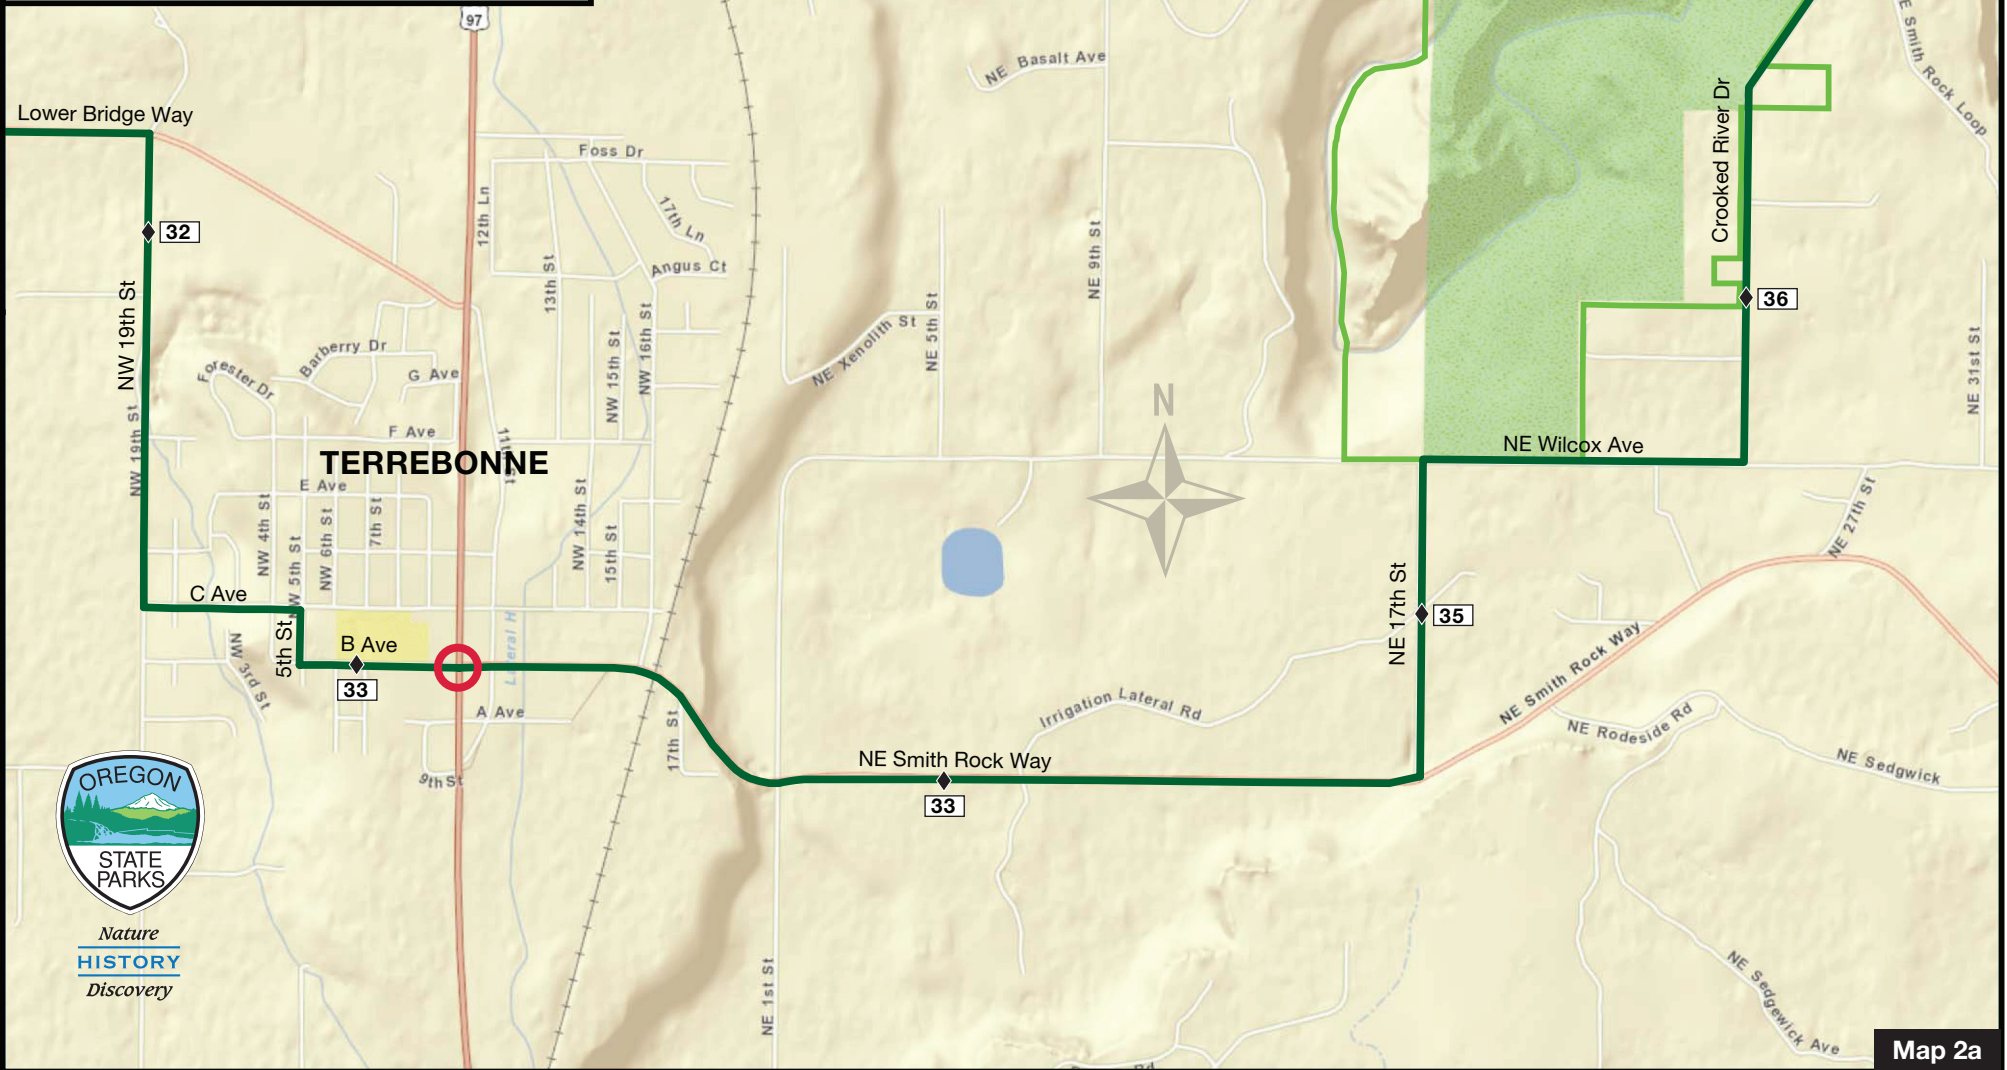 97
NE Smith Rock Loop
NE Basalt Ave
Lower Bridge Way
Foss Dr
Crooked River Dr
12th Ln
17th Ln
32
NE 9th St
Angus Ct
13th St
36
NW 19th St
NW 16th St
NE Xenolith St
NE 5th St
NW 15th St
NE 31st St
Barberry Dr
Forester Dr
G Ave
N
NW 19th St
F Ave
11th St
TERREBONNE
NE Wilcox Ave
E Ave
NW 4th St
NW 5th St
NW 6th St
7th St
NW 14th St
15th St
NE 27th St
C Ave
NE 17th St
35
5th St
B Ave
Lateral H
NW 3rd St
33
NE Smith Rock Way
A Ave
Irrigation Lateral Rd
NE Rodeside Rd
17th St
NE Smith Rock Way
NE Sedgwick
9th St
33
OREGON
STATE
PARKS
Nature
HISTORY
Discovery
NE 1st St
NE Sedgewick Ave
Map 2a